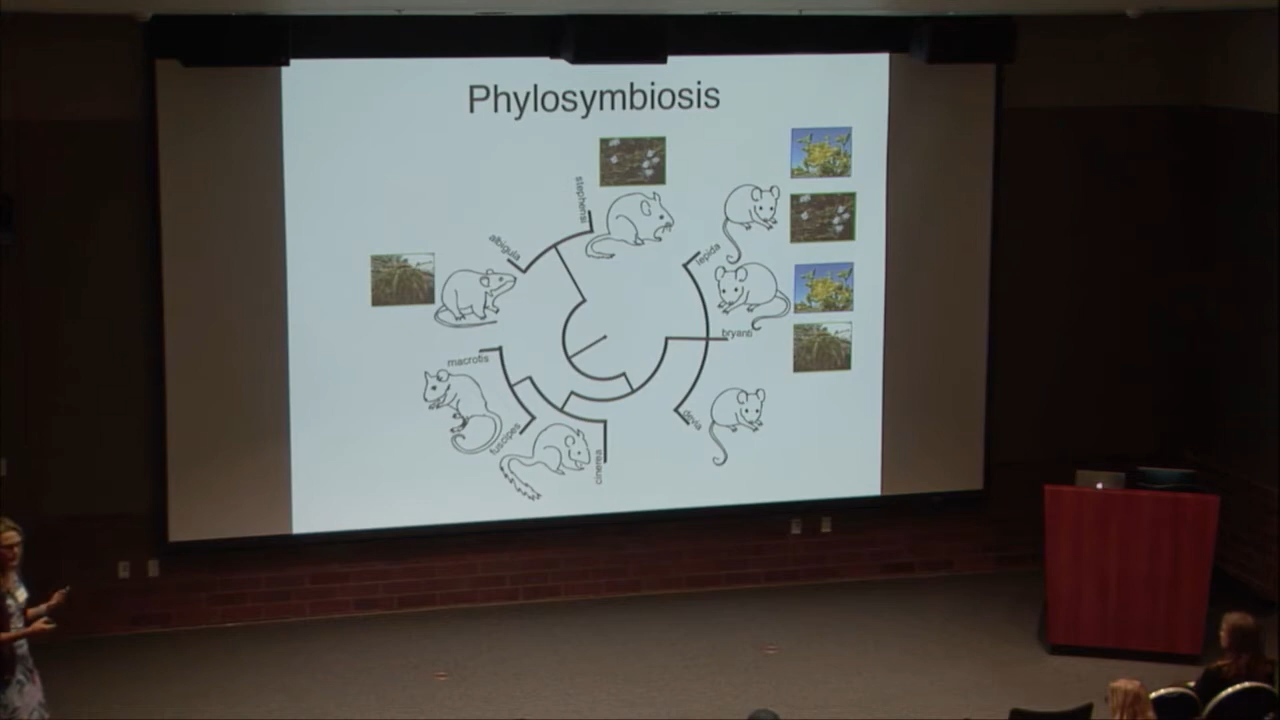 Phylosymbiosis
stephensi
albigula
lepida
bryanti
macrotis
devia
fuscipes
cinerea